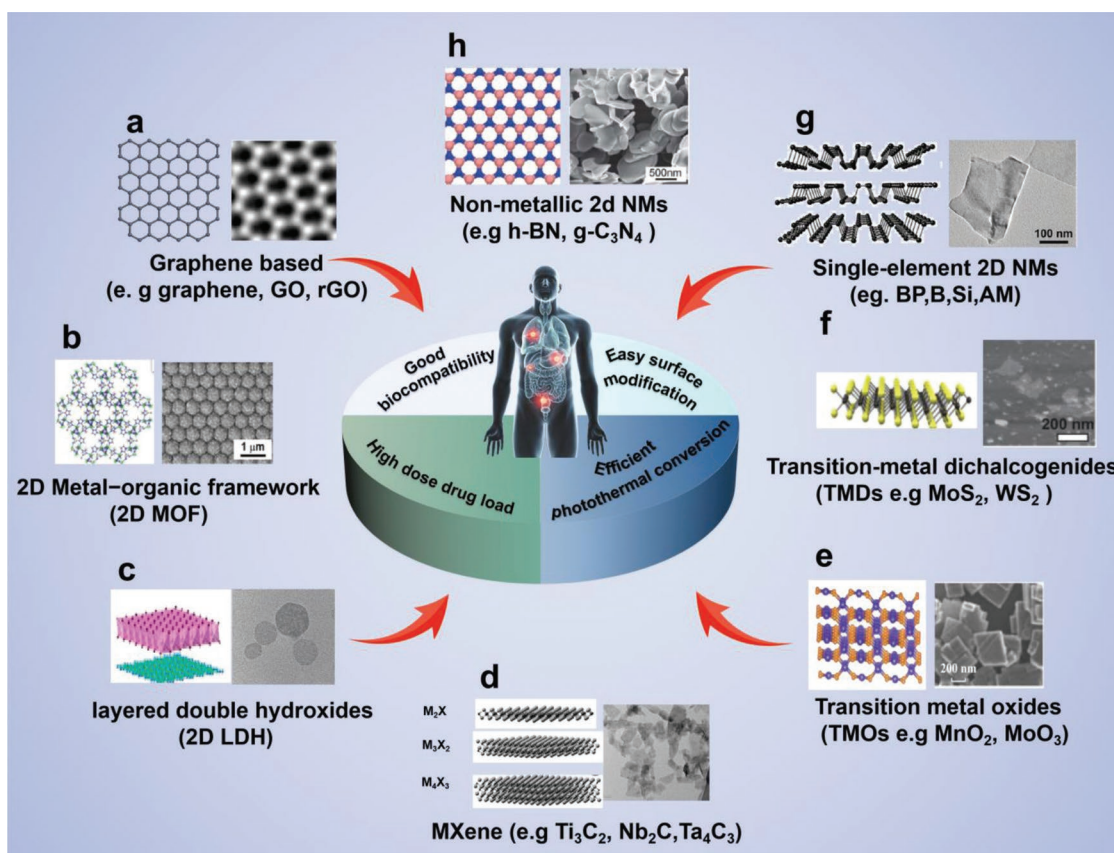 h
500nm
Non-metallic 2d NMs
(e.g h-BN, g-C₃N₄ )
a
Graphene based
(e. g graphene, GO, rGO)
g
100 nm
Single-element 2D NMs
(eg. BP,B,Si,AM)
b
1 μm
2D Metal−organic framework
(2D MOF)
f
200 nm
Transition-metal dichalcogenides
(TMDs e.g MoS₂, WS₂ )
Good
biocompatibility
Easy surface
modification
High dose drug load
Efficient
photothermal conversion
c
layered double hydroxides
(2D LDH)
e
200 nm
Transition metal oxides
(TMOs e.g MnO₂, MoO₃)
d
M₂X
M₃X₂
M₄X₃
MXene (e.g Ti₃C₂, Nb₂C,Ta₄C₃)